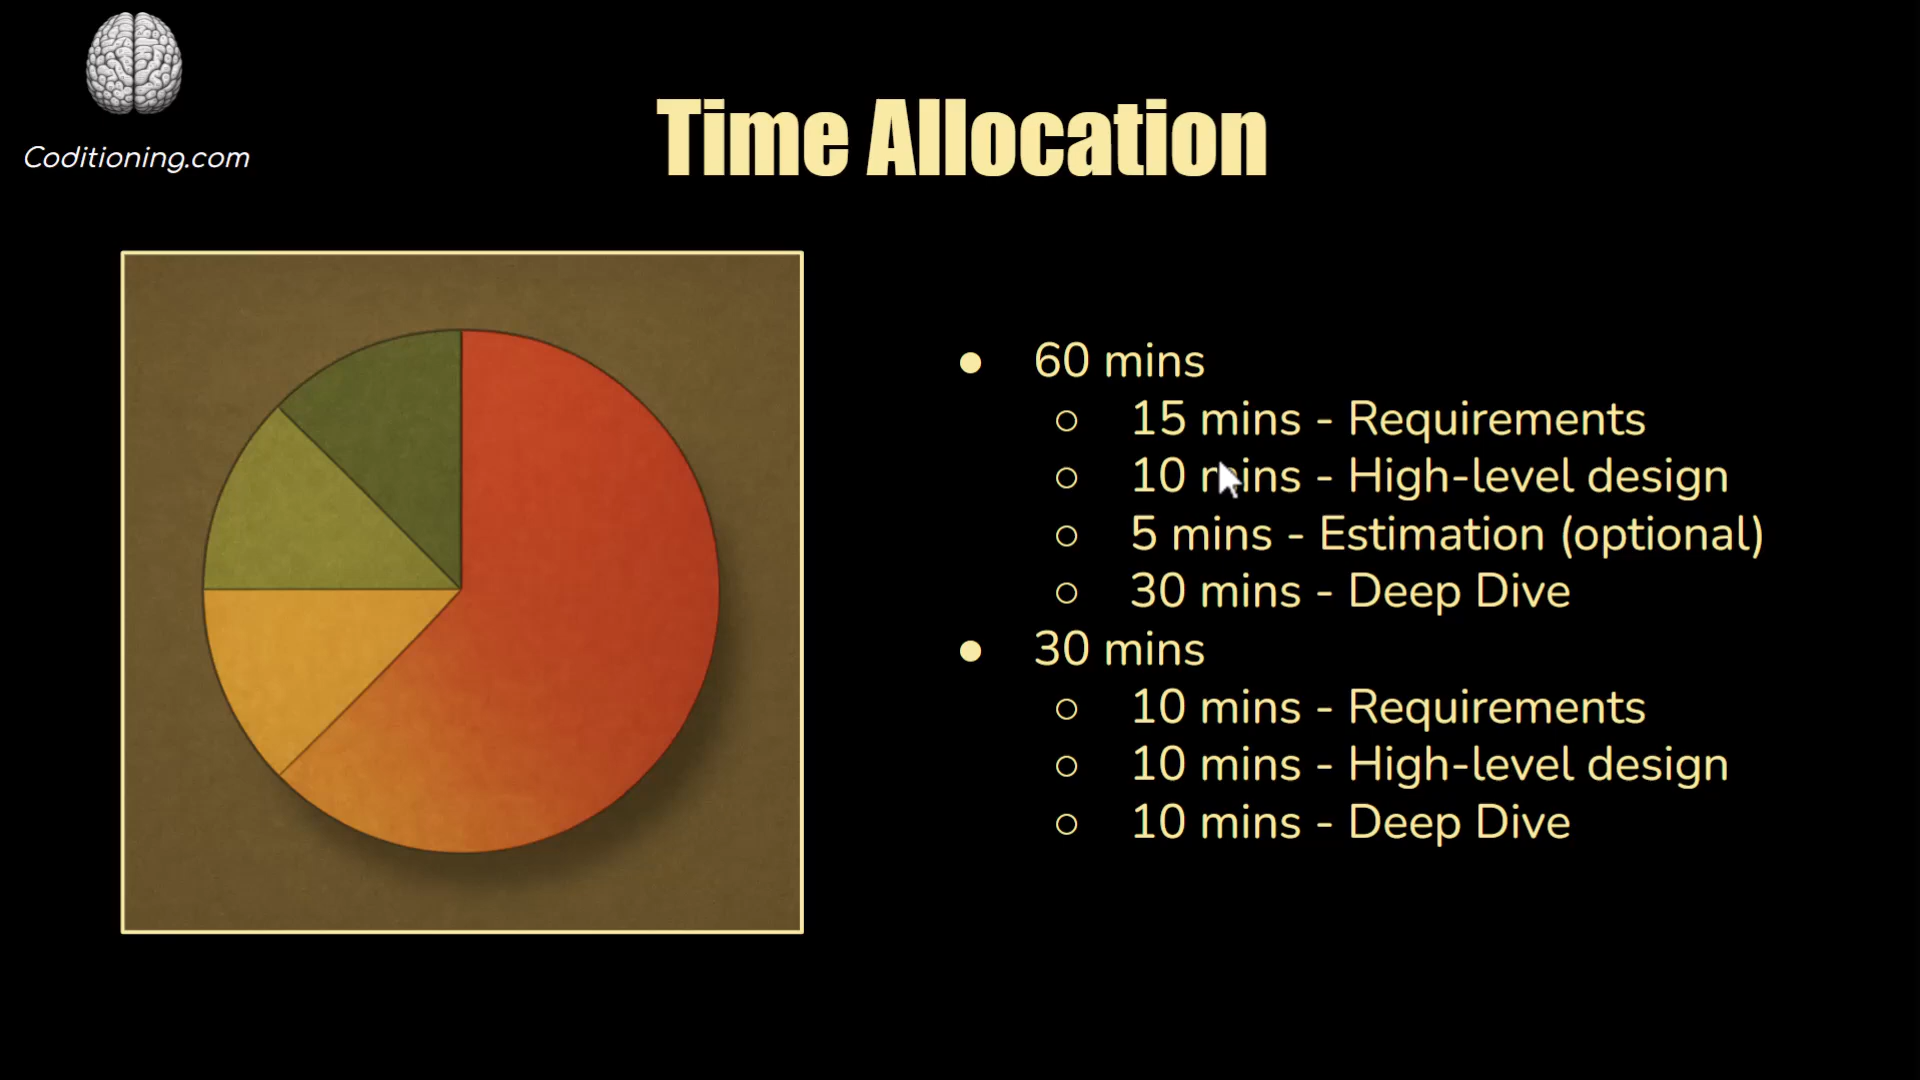 Coditioning.com
Time Allocation
● 60 mins
○ 15 mins - Requirements
○ 10 mins - High-level design
○ 5 mins - Estimation (optional)
○ 30 mins - Deep Dive
● 30 mins
○ 10 mins - Requirements
○ 10 mins - High-level design
○ 10 mins - Deep Dive